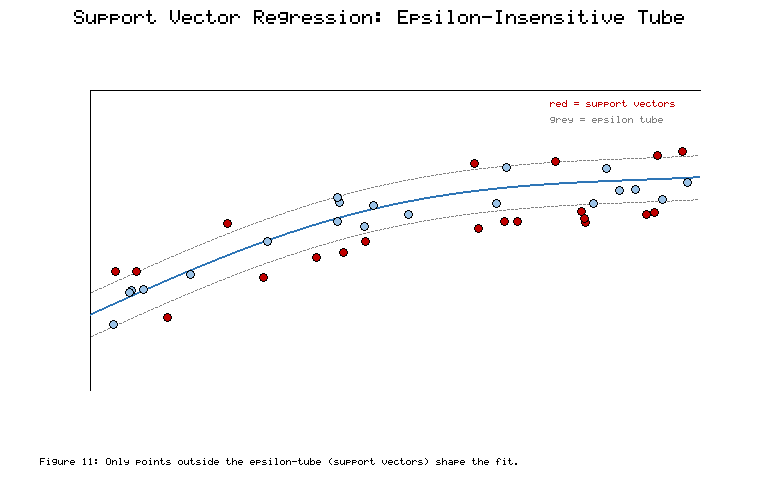 Support Vector Regression: Epsilon-Insensitive Tube
red = support vectors
grey = epsilon tube
Figure 11: Only points outside the epsilon-tube (support vectors) shape the fit.